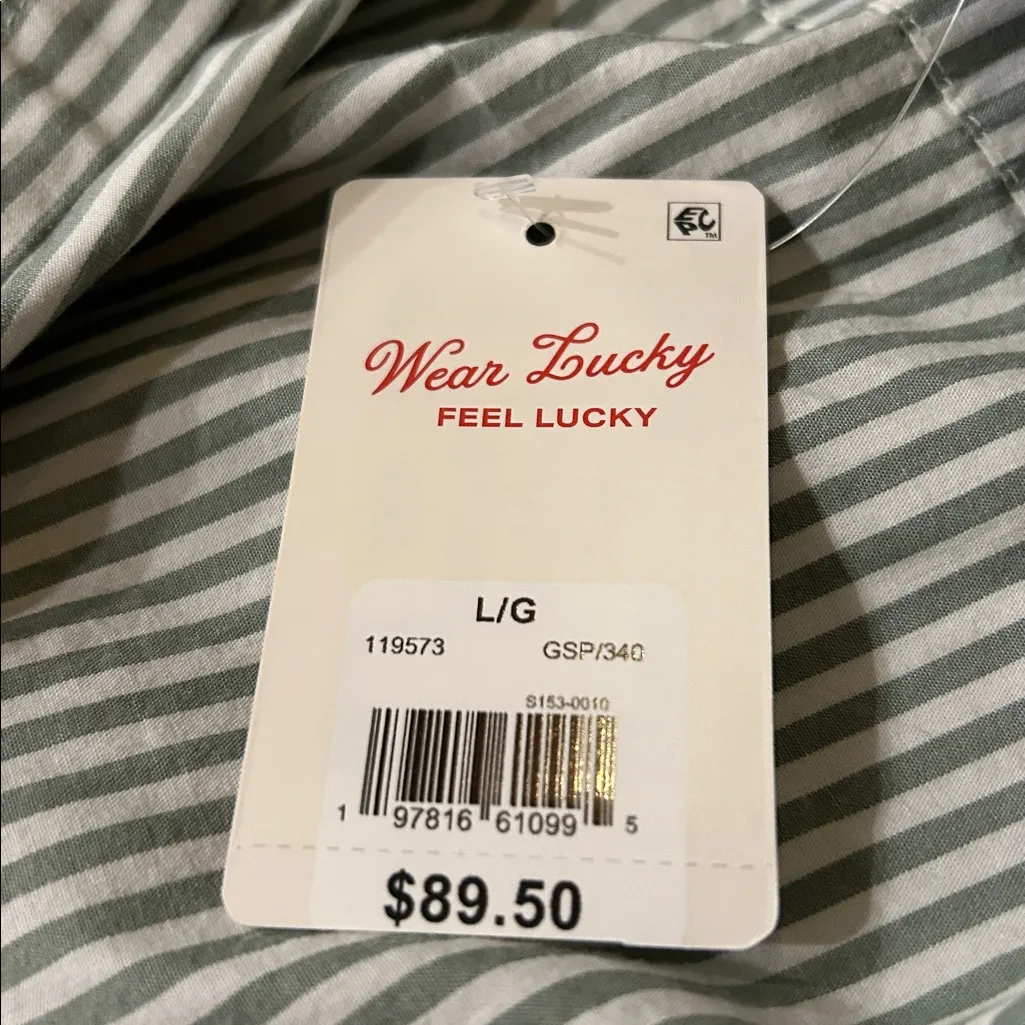 Wear Lucky
FEEL LUCKY
L/G
119573 GSP/340
S153-0010
1 97816 61099 5
$89.50